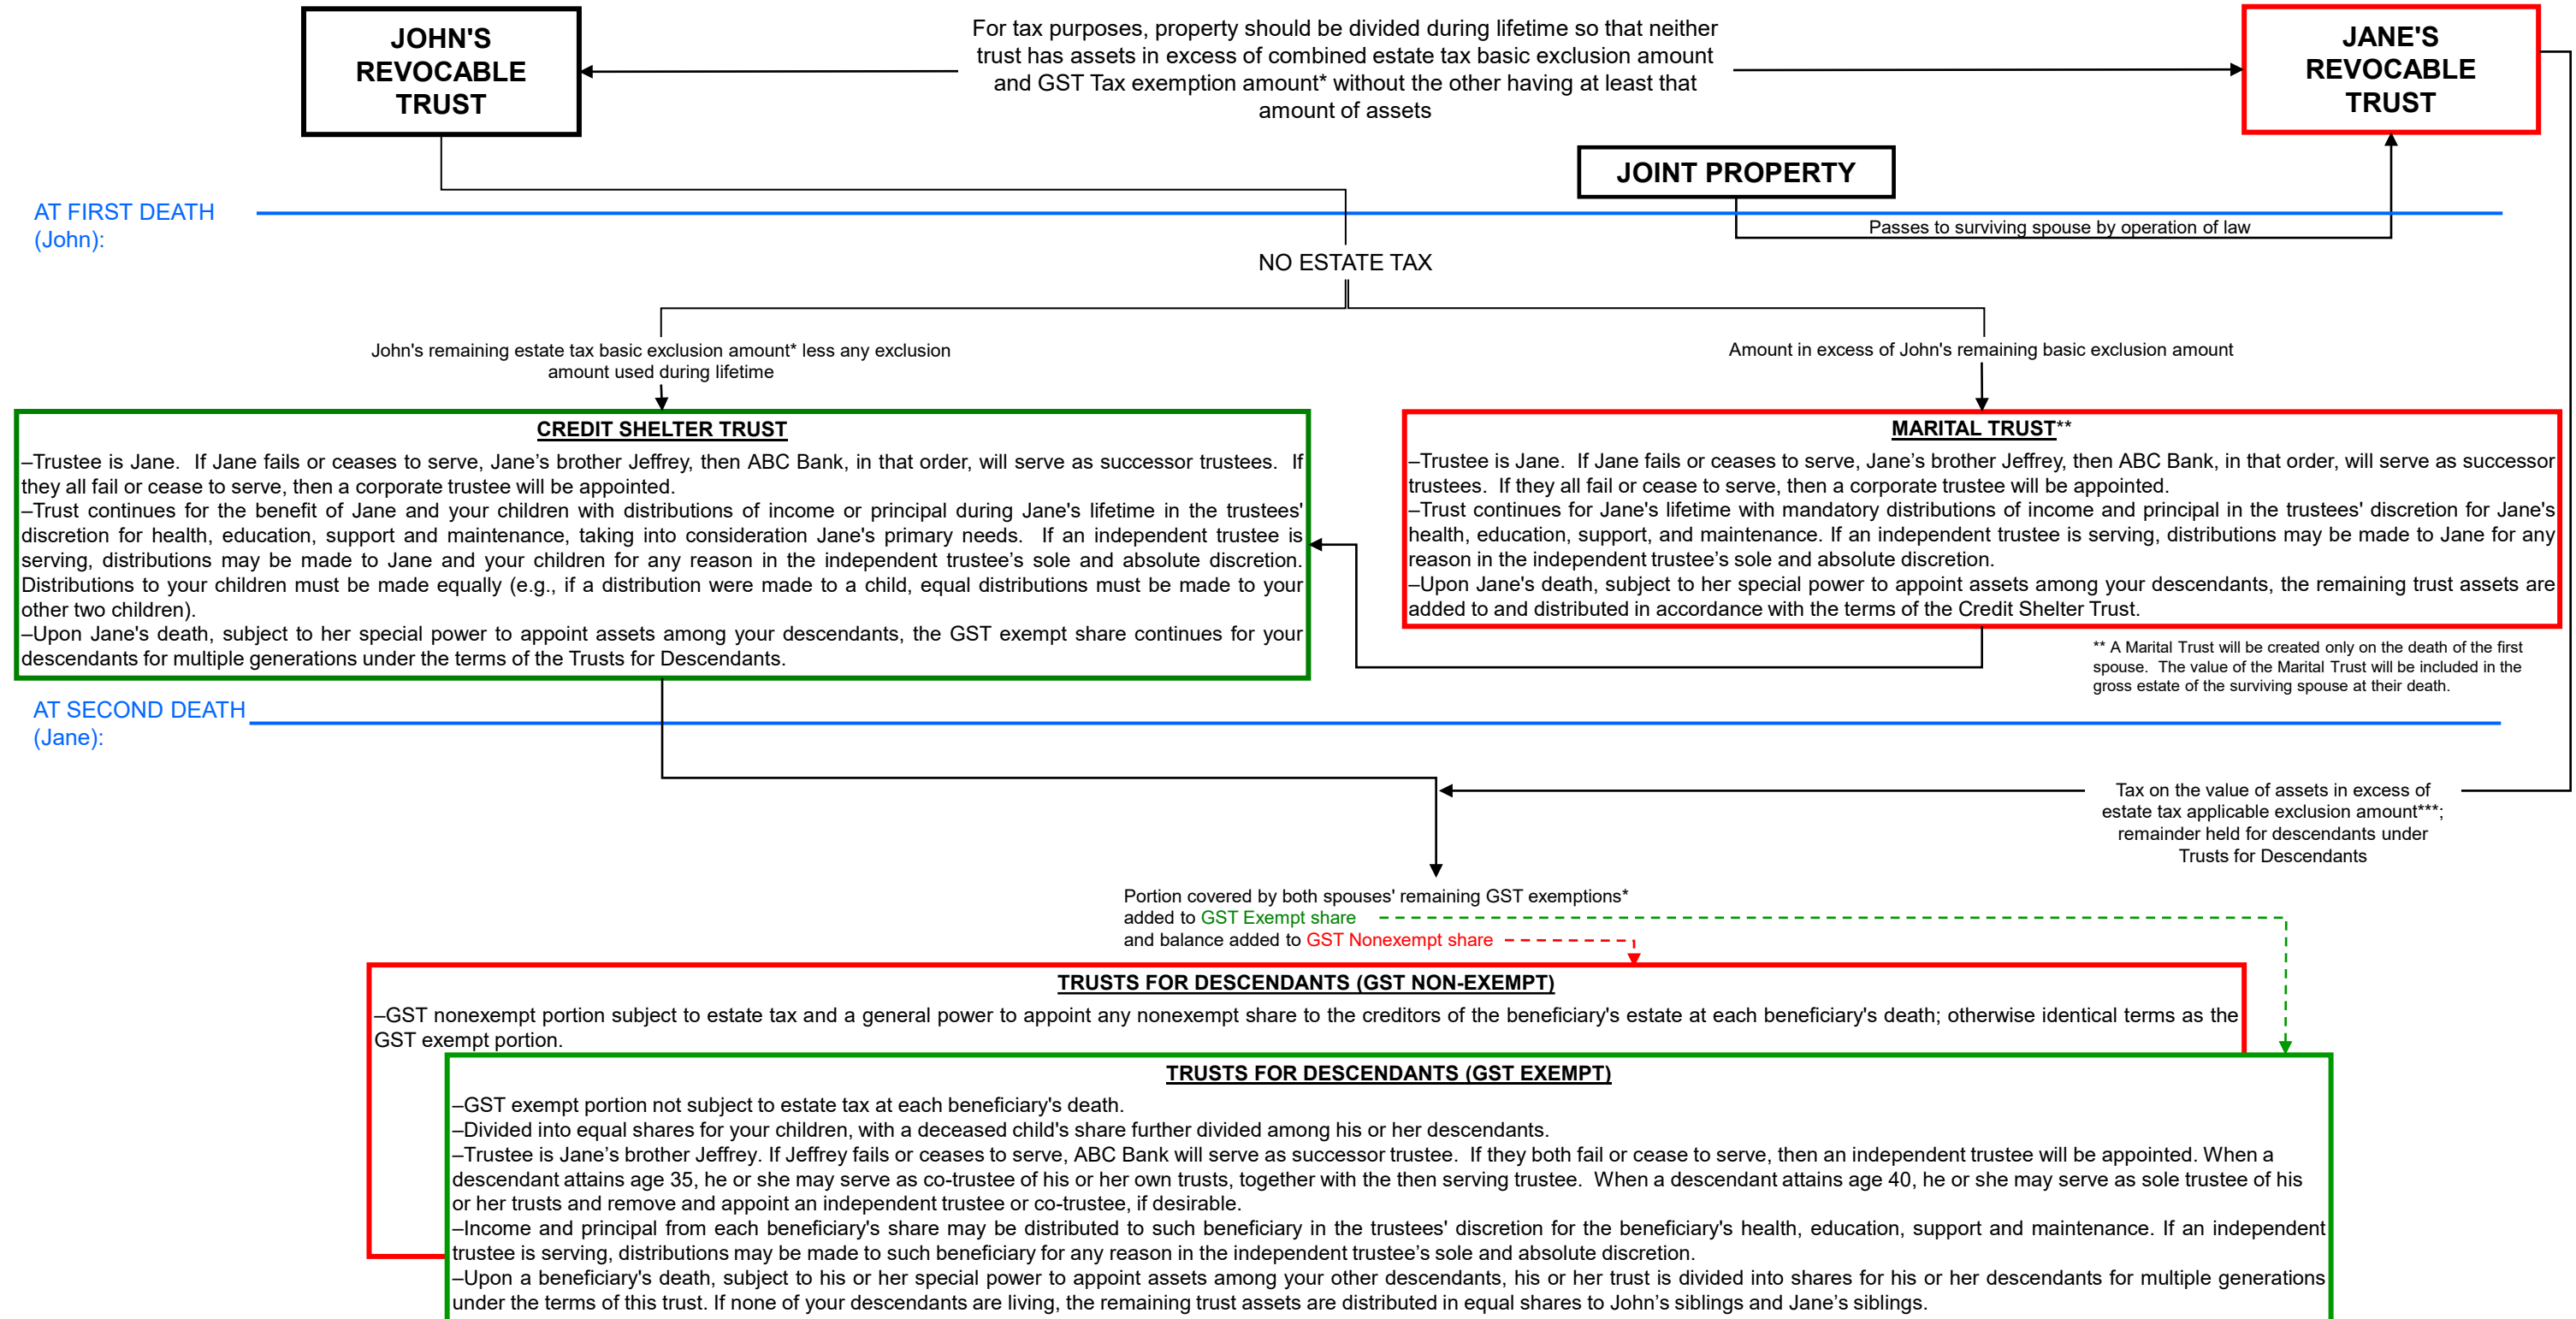 JOHN'S
REVOCABLE
TRUST
For tax purposes, property should be divided during lifetime so that neither
trust has assets in excess of combined estate tax basic exclusion amount
and GST Tax exemption amount* without the other having at least that
amount of assets
JANE'S
REVOCABLE
TRUST
JOINT PROPERTY
AT FIRST DEATH
(John):
Passes to surviving spouse by operation of law
NO ESTATE TAX
John's remaining estate tax basic exclusion amount* less any exclusion
amount used during lifetime
Amount in excess of John's remaining basic exclusion amount
CREDIT SHELTER TRUST
–Trustee is Jane. If Jane fails or ceases to serve, Jane’s brother Jeffrey, then ABC Bank, in that order, will serve as successor trustees. If
they all fail or cease to serve, then a corporate trustee will be appointed.
–Trust continues for the benefit of Jane and your children with distributions of income or principal during Jane's lifetime in the trustees'
discretion for health, education, support and maintenance, taking into consideration Jane's primary needs. If an independent trustee is
serving, distributions may be made to Jane and your children for any reason in the independent trustee’s sole and absolute discretion.
Distributions to your children must be made equally (e.g., if a distribution were made to a child, equal distributions must be made to your
other two children).
–Upon Jane's death, subject to her special power to appoint assets among your descendants, the GST exempt share continues for your
descendants for multiple generations under the terms of the Trusts for Descendants.
MARITAL TRUST**
–Trustee is Jane. If Jane fails or ceases to serve, Jane’s brother Jeffrey, then ABC Bank, in that order, will serve as successor
trustees. If they all fail or cease to serve, then a corporate trustee will be appointed.
–Trust continues for Jane's lifetime with mandatory distributions of income and principal in the trustees' discretion for Jane's
health, education, support, and maintenance. If an independent trustee is serving, distributions may be made to Jane for any
reason in the independent trustee’s sole and absolute discretion.
–Upon Jane's death, subject to her special power to appoint assets among your descendants, the remaining trust assets are
added to and distributed in accordance with the terms of the Credit Shelter Trust.
** A Marital Trust will be created only on the death of the first
spouse. The value of the Marital Trust will be included in the
gross estate of the surviving spouse at their death.
AT SECOND DEATH
(Jane):
Tax on the value of assets in excess of
estate tax applicable exclusion amount***;
remainder held for descendants under
Trusts for Descendants
Portion covered by both spouses' remaining GST exemptions*
added to GST Exempt share
and balance added to GST Nonexempt share
TRUSTS FOR DESCENDANTS (GST NON-EXEMPT)
–GST nonexempt portion subject to estate tax and a general power to appoint any nonexempt share to the creditors of the beneficiary's estate at each beneficiary's death; otherwise identical terms as the
GST exempt portion.
TRUSTS FOR DESCENDANTS (GST EXEMPT)
–GST exempt portion not subject to estate tax at each beneficiary's death.
–Divided into equal shares for your children, with a deceased child's share further divided among his or her descendants.
–Trustee is Jane’s brother Jeffrey. If Jeffrey fails or ceases to serve, ABC Bank will serve as successor trustee. If they both fail or cease to serve, then an independent trustee will be appointed. When a
descendant attains age 35, he or she may serve as co-trustee of his or her own trusts, together with the then serving trustee. When a descendant attains age 40, he or she may serve as sole trustee of his
or her trusts and remove and appoint an independent trustee or co-trustee, if desirable.
–Income and principal from each beneficiary's share may be distributed to such beneficiary in the trustees' discretion for the beneficiary's health, education, support and maintenance. If an independent
trustee is serving, distributions may be made to such beneficiary for any reason in the independent trustee’s sole and absolute discretion.
–Upon a beneficiary's death, subject to his or her special power to appoint assets among your other descendants, his or her trust is divided into shares for his or her descendants for multiple generations
under the terms of this trust. If none of your descendants are living, the remaining trust assets are distributed in equal shares to John’s siblings and Jane’s siblings.